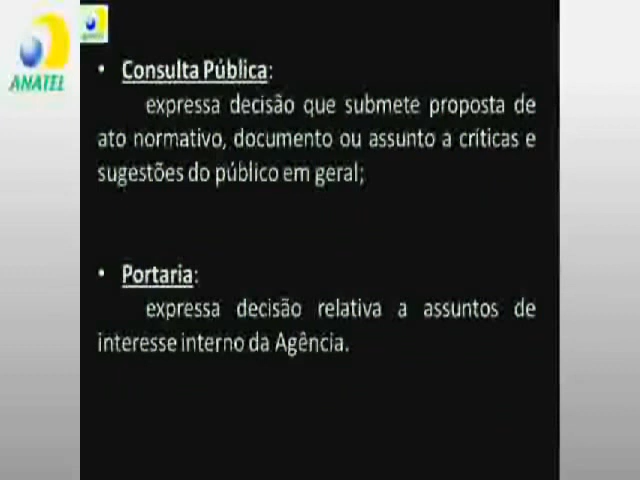 ANATEL
• Consulta Pública:
expressa decisão que submete proposta de
ato normativo, documento ou assunto a críticas e
sugestões do público em geral;
• Portaria:
expressa decisão relativa a assuntos de
interesse interno da Agência.